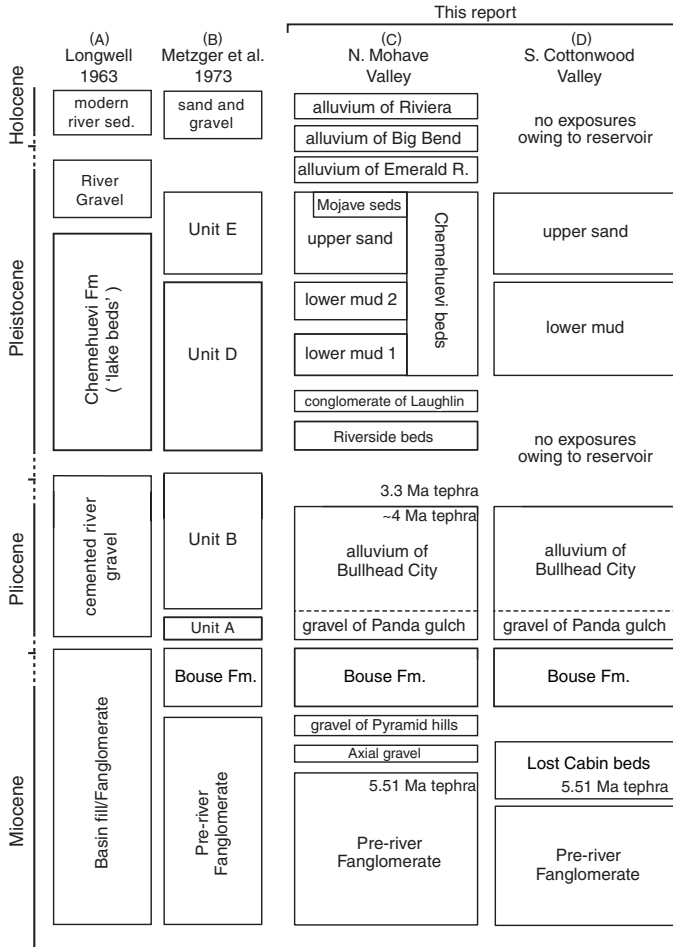 This report
(A)
Longwell
1963
(B)
Metzger et al.
1973
(C)
N. Mohave
Valley
(D)
S. Cottonwood
Valley
Holocene
Pleistocene
Pliocene
Miocene
modern
river sed.
River
Gravel
Chemehuevi Fm
( ‘lake beds’ )
cemented river
gravel
Basin fill/Fanglomerate
sand and
gravel
Unit E
Unit D
Unit B
Unit A
Bouse Fm.
Pre-river
Fanglomerate
alluvium of Riviera
alluvium of Big Bend
alluvium of Emerald R.
Mojave seds
upper sand
lower mud 2
lower mud 1
Chemehuevi beds
conglomerate of Laughlin
Riverside beds
3.3 Ma tephra
~4 Ma tephra
alluvium of
Bullhead City
gravel of Panda gulch
Bouse Fm.
gravel of Pyramid hills
Axial gravel
5.51 Ma tephra
Pre-river
Fanglomerate
no exposures
owing to reservoir
upper sand
lower mud
no exposures
owing to reservoir
alluvium of
Bullhead City
gravel of Panda gulch
Bouse Fm.
Lost Cabin beds
5.51 Ma tephra
Pre-river
Fanglomerate